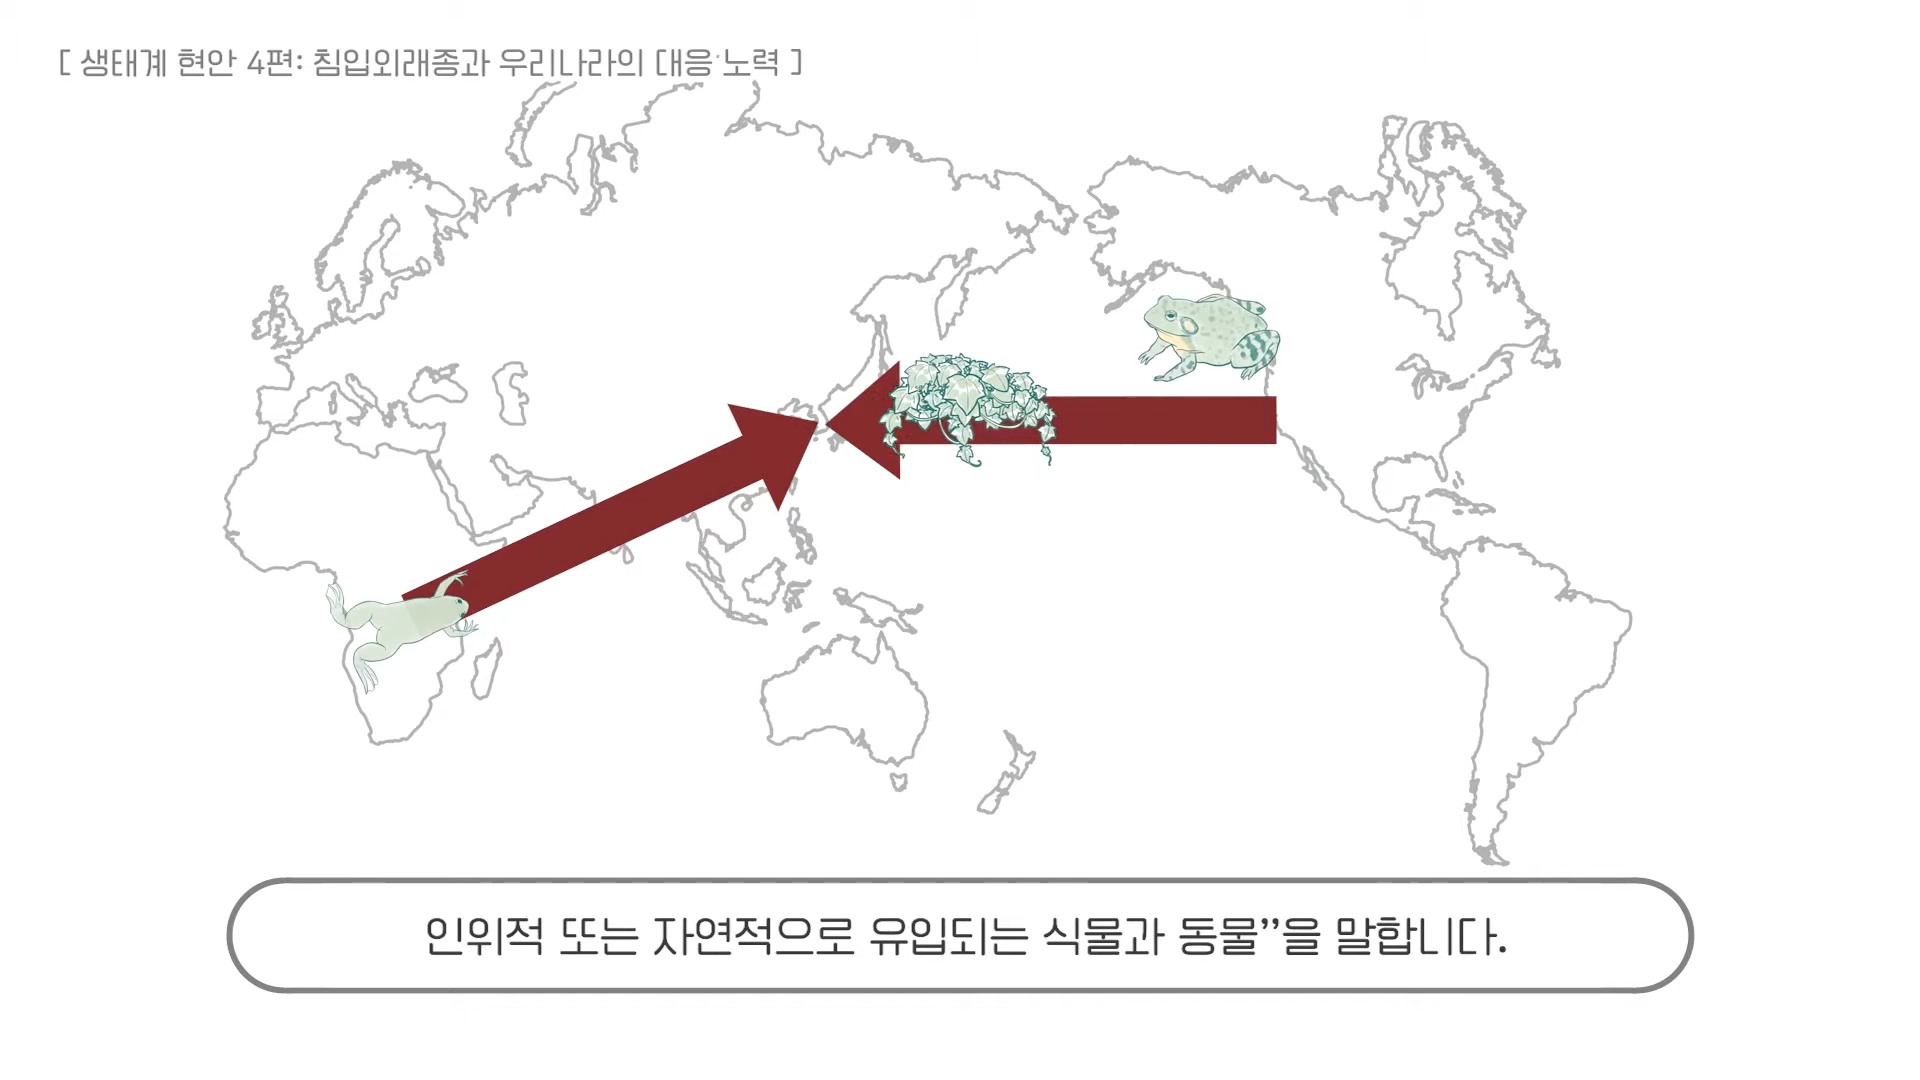 [ 생태계 현안 4편: 침입외래종과 우리나라의 대응·노력 ]
인위적 또는 자연적으로 유입되는 식물과 동물”을 말합니다.